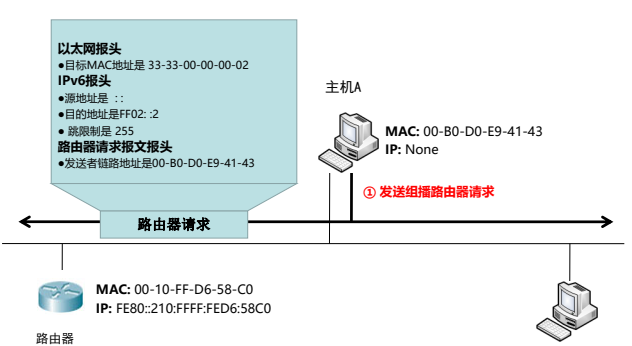 以太网报头
●目标MAC地址是 33-33-00-00-00-02
IPv6报头
●源地址是 ::
●目的地址是FF02: :2
● 跳限制是 255
路由器请求报文报头
●发送者链路地址是00-B0-D0-E9-41-43
主机A
MAC: 00-B0-D0-E9-41-43
IP: None
① 发送组播路由器请求
路由器请求
MAC: 00-10-FF-D6-58-C0
IP: FE80::210:FFFF:FED6:58C0
路由器